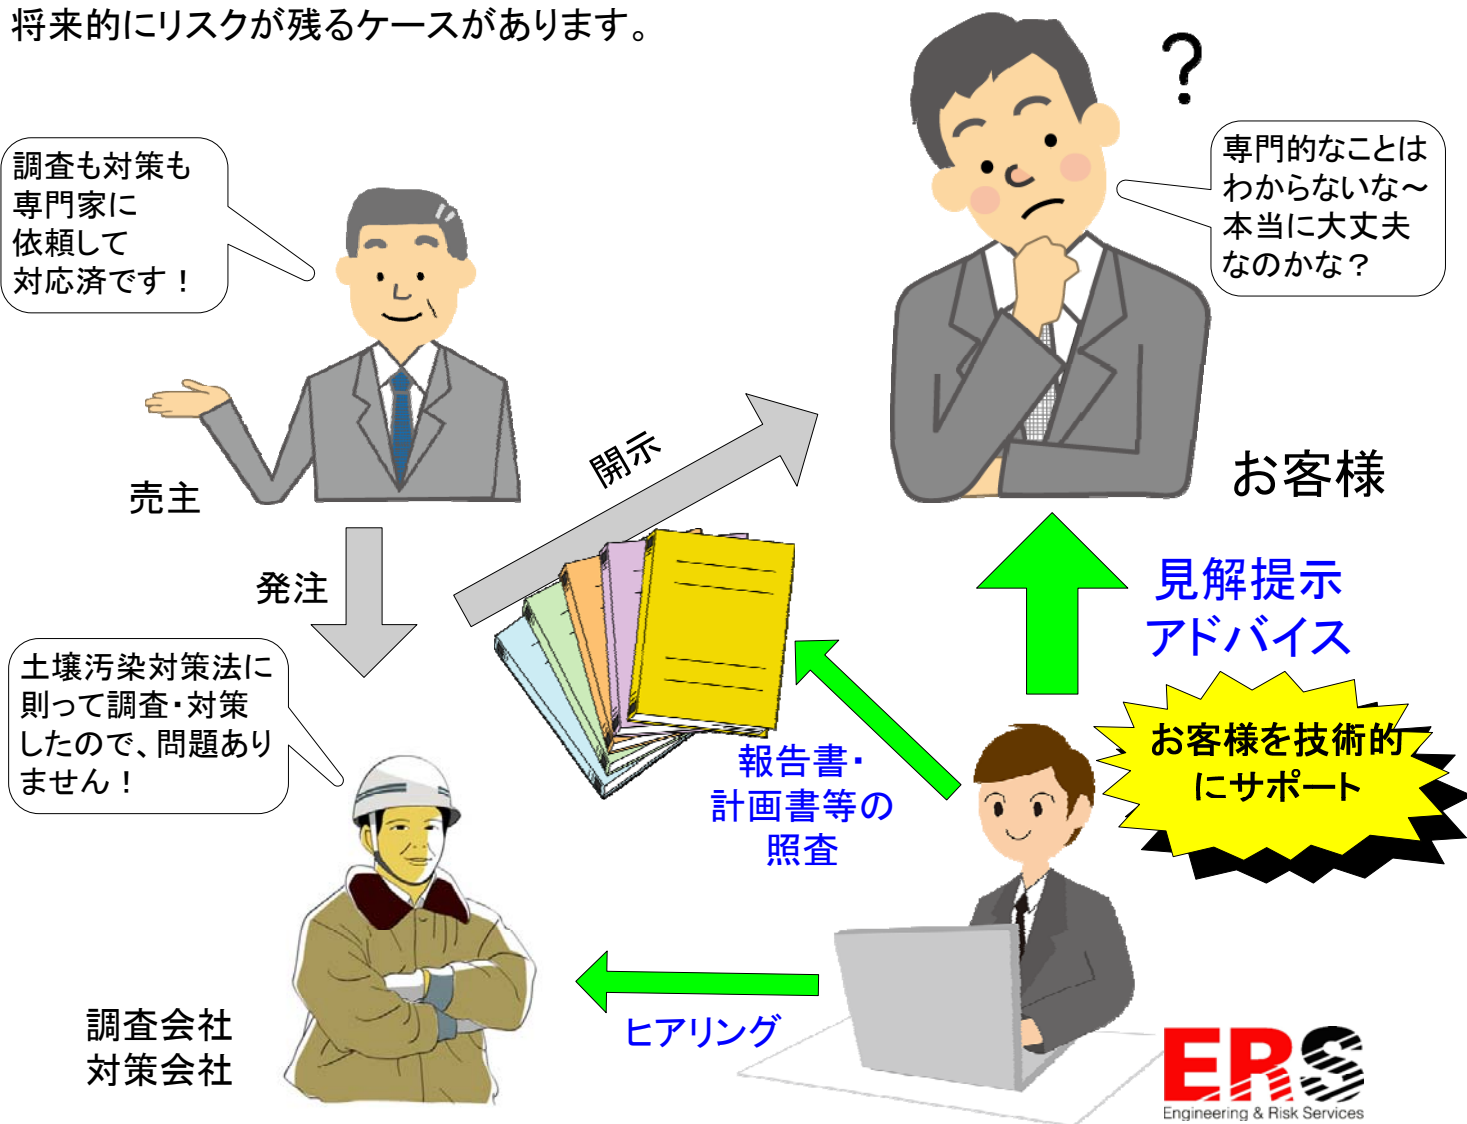 将来的にリスクが残るケースがあります。
?
調査も対策も
専門家に
依頼して
対応済です！
専門的なことは
わからないな～
本当に大丈夫
なのかな？
売主
開示
お客様
発注
見解提示
アドバイス
土壌汚染対策法に
則って調査・対策
したので、問題あり
ません！
お客様を技術的
にサポート
報告書・
計画書等の
照査
調査会社
対策会社
ヒアリング
ERS
Engineering & Risk Services